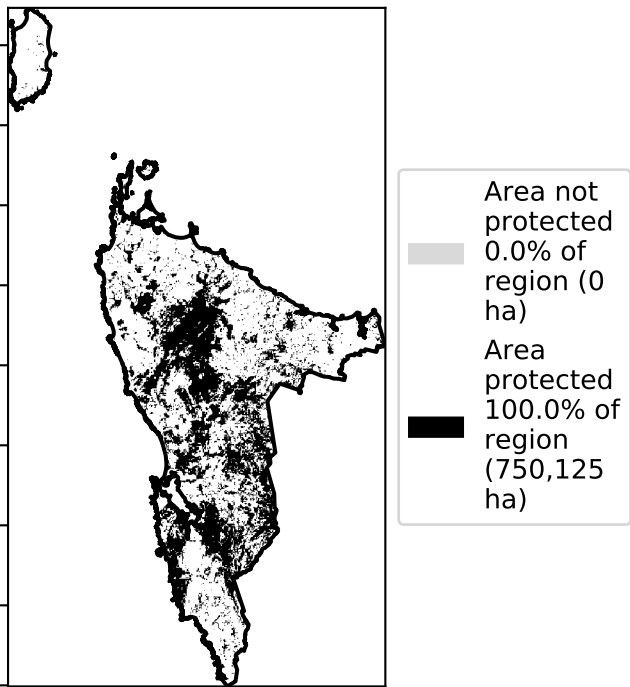 Area not
protected
0.0% of
region (0
ha)
Area
protected
100.0% of
region
(750,125
ha)